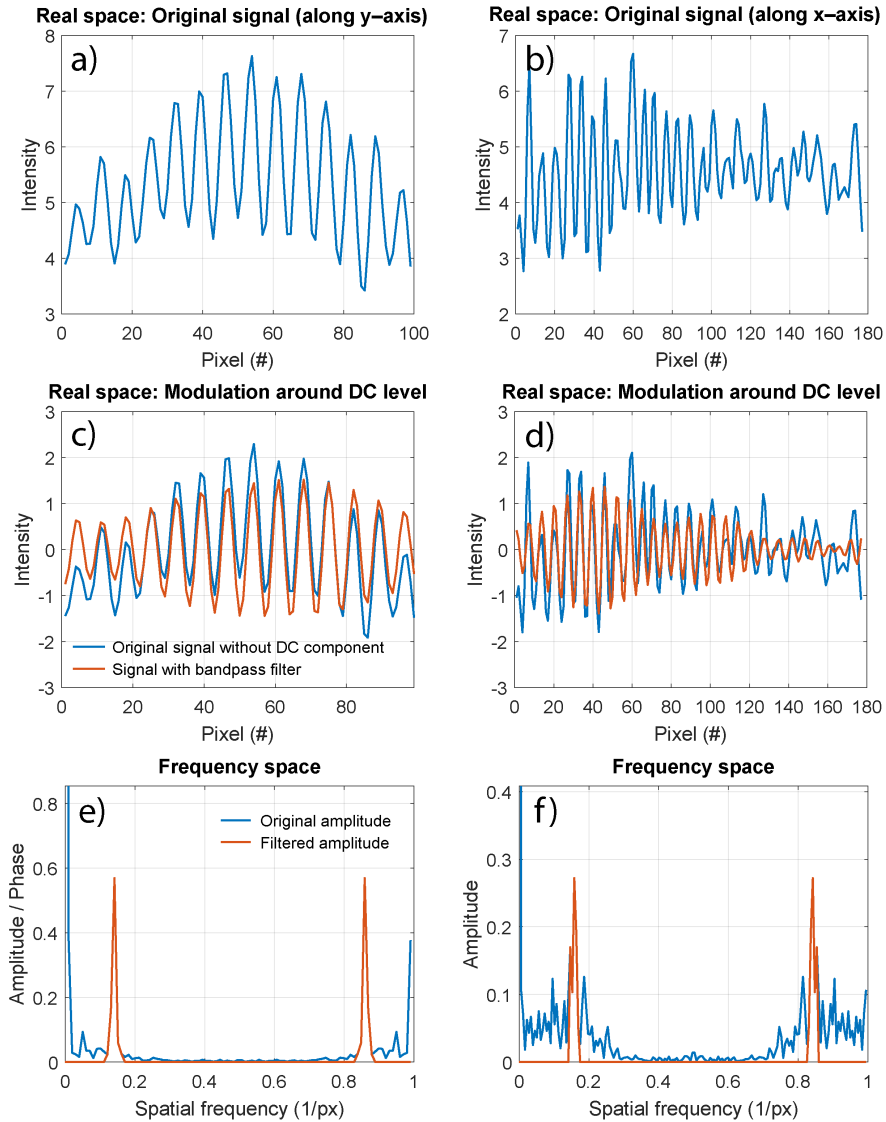 Real space: Original signal (along y–axis)
a)
8
7
6
5
4
3
Intensity
0 20 40 60 80 100
Pixel (#)
Real space: Original signal (along x–axis)
b)
8
7
6
5
4
3
2
Intensity
0 20 40 60 80 100 120 140 160 180
Pixel (#)
Real space: Modulation around DC level
c)
3
2
1
0
-1
-2
-3
Intensity
Original signal without DC component
Signal with bandpass filter
0 20 40 60 80
Pixel (#)
Real space: Modulation around DC level
d)
3
2
1
0
-1
-2
-3
Intensity
0 20 40 60 80 100 120 140 160 180
Pixel (#)
Frequency space
e)
Original amplitude
Filtered amplitude
0.8
0.6
0.4
0.2
0
Amplitude / Phase
0 0.2 0.4 0.6 0.8 1
Spatial frequency (1/px)
Frequency space
f)
0.4
0.3
0.2
0.1
0
Amplitude
0 0.2 0.4 0.6 0.8 1
Spatial frequency (1/px)